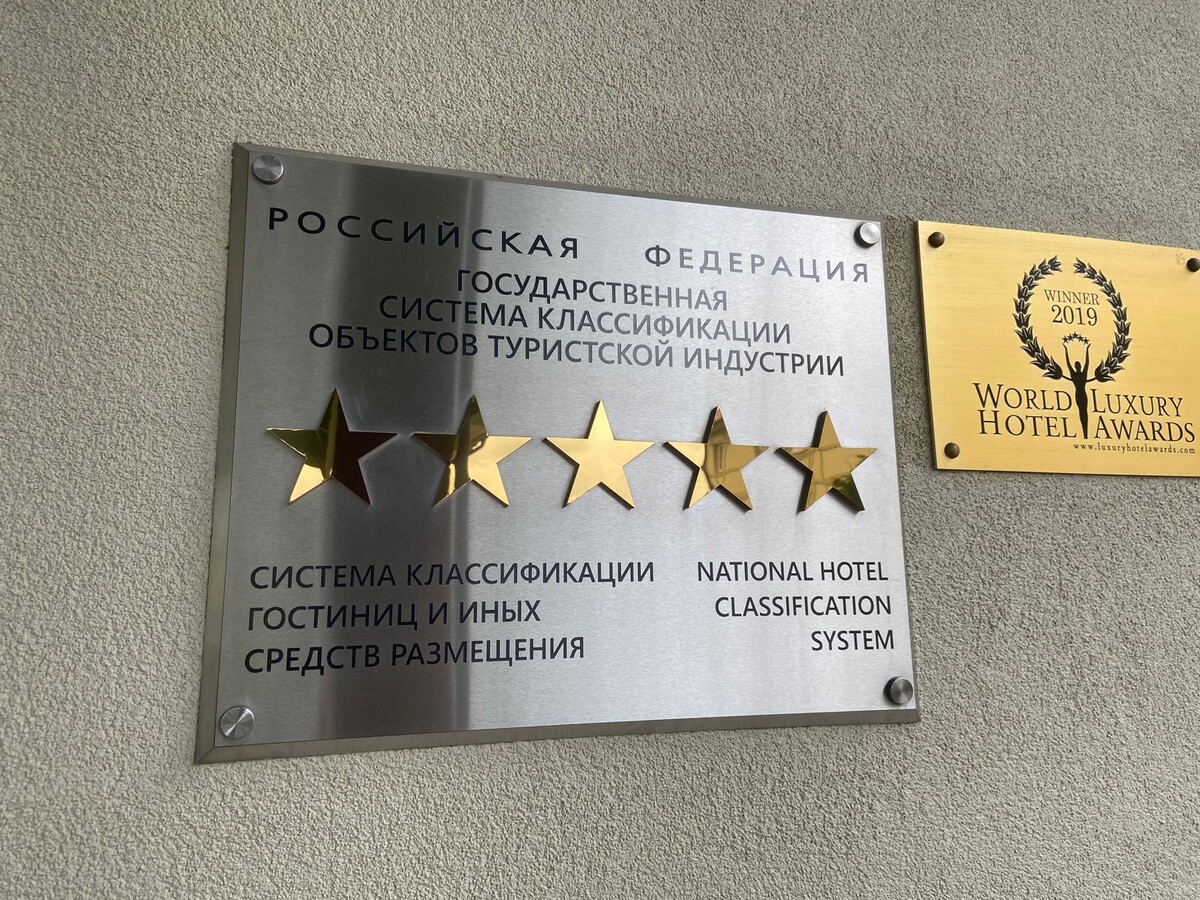 РОССИЙСКАЯ ФЕДЕРАЦИЯ
ГОСУДАРСТВЕННАЯ
СИСТЕМА КЛАССИФИКАЦИИ
ОБЪЕКТОВ ТУРИСТСКОЙ ИНДУСТРИИ
СИСТЕМА КЛАССИФИКАЦИИ
ГОСТИНИЦ И ИНЫХ
СРЕДСТВ РАЗМЕЩЕНИЯ
NATIONAL HOTEL
CLASSIFICATION
SYSTEM
WINNER
2019
WORLD LUXURY
HOTEL AWARDS
www.luxuryhotelawards.com